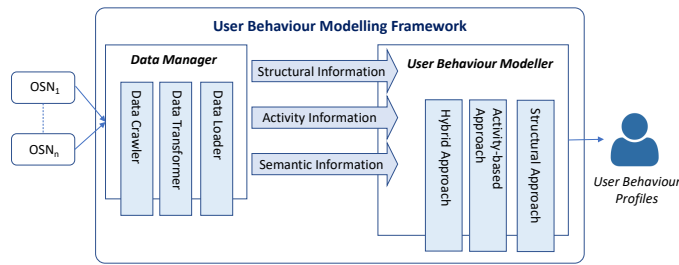 User Behaviour Modelling Framework
OSN1
OSNn
Data Manager
Data Crawler
Data Transformer
Data Loader
Structural Information
Activity Information
Semantic Information
User Behaviour Modeller
Hybrid Approach
Activity-based
Approach
Structural Approach
User Behaviour
Profiles